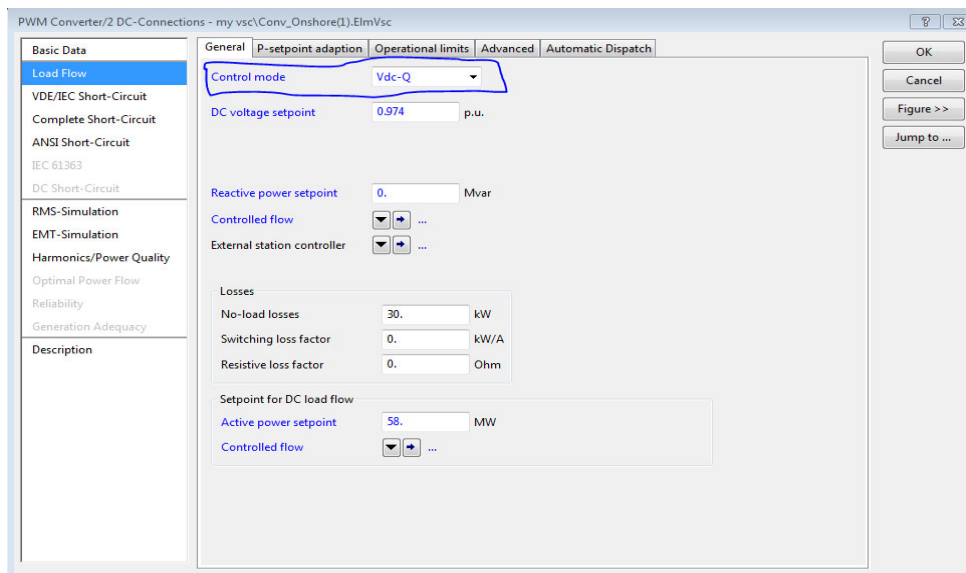 PWM Converter/2 DC-Connections - my vsc\Conv_Onshore(1).ElmVsc
Basic Data
Load Flow
VDE/IEC Short-Circuit
Complete Short-Circuit
ANSI Short-Circuit
IEC 61363
DC Short-Circuit
RMS-Simulation
EMT-Simulation
Harmonics/Power Quality
Optimal Power Flow
Reliability
Generation Adequacy
Description
General P-setpoint adaption Operational limits Advanced Automatic Dispatch
Control mode Vdc-Q
DC voltage setpoint 0.974 p.u.
Reactive power setpoint 0. Mvar
Controlled flow ...
External station controller ...
Losses
No-load losses 30. kW
Switching loss factor 0. kW/A
Resistive loss factor 0. Ohm
Setpoint for DC load flow
Active power setpoint 58. MW
Controlled flow ...
OK
Cancel
Figure >>
Jump to ...